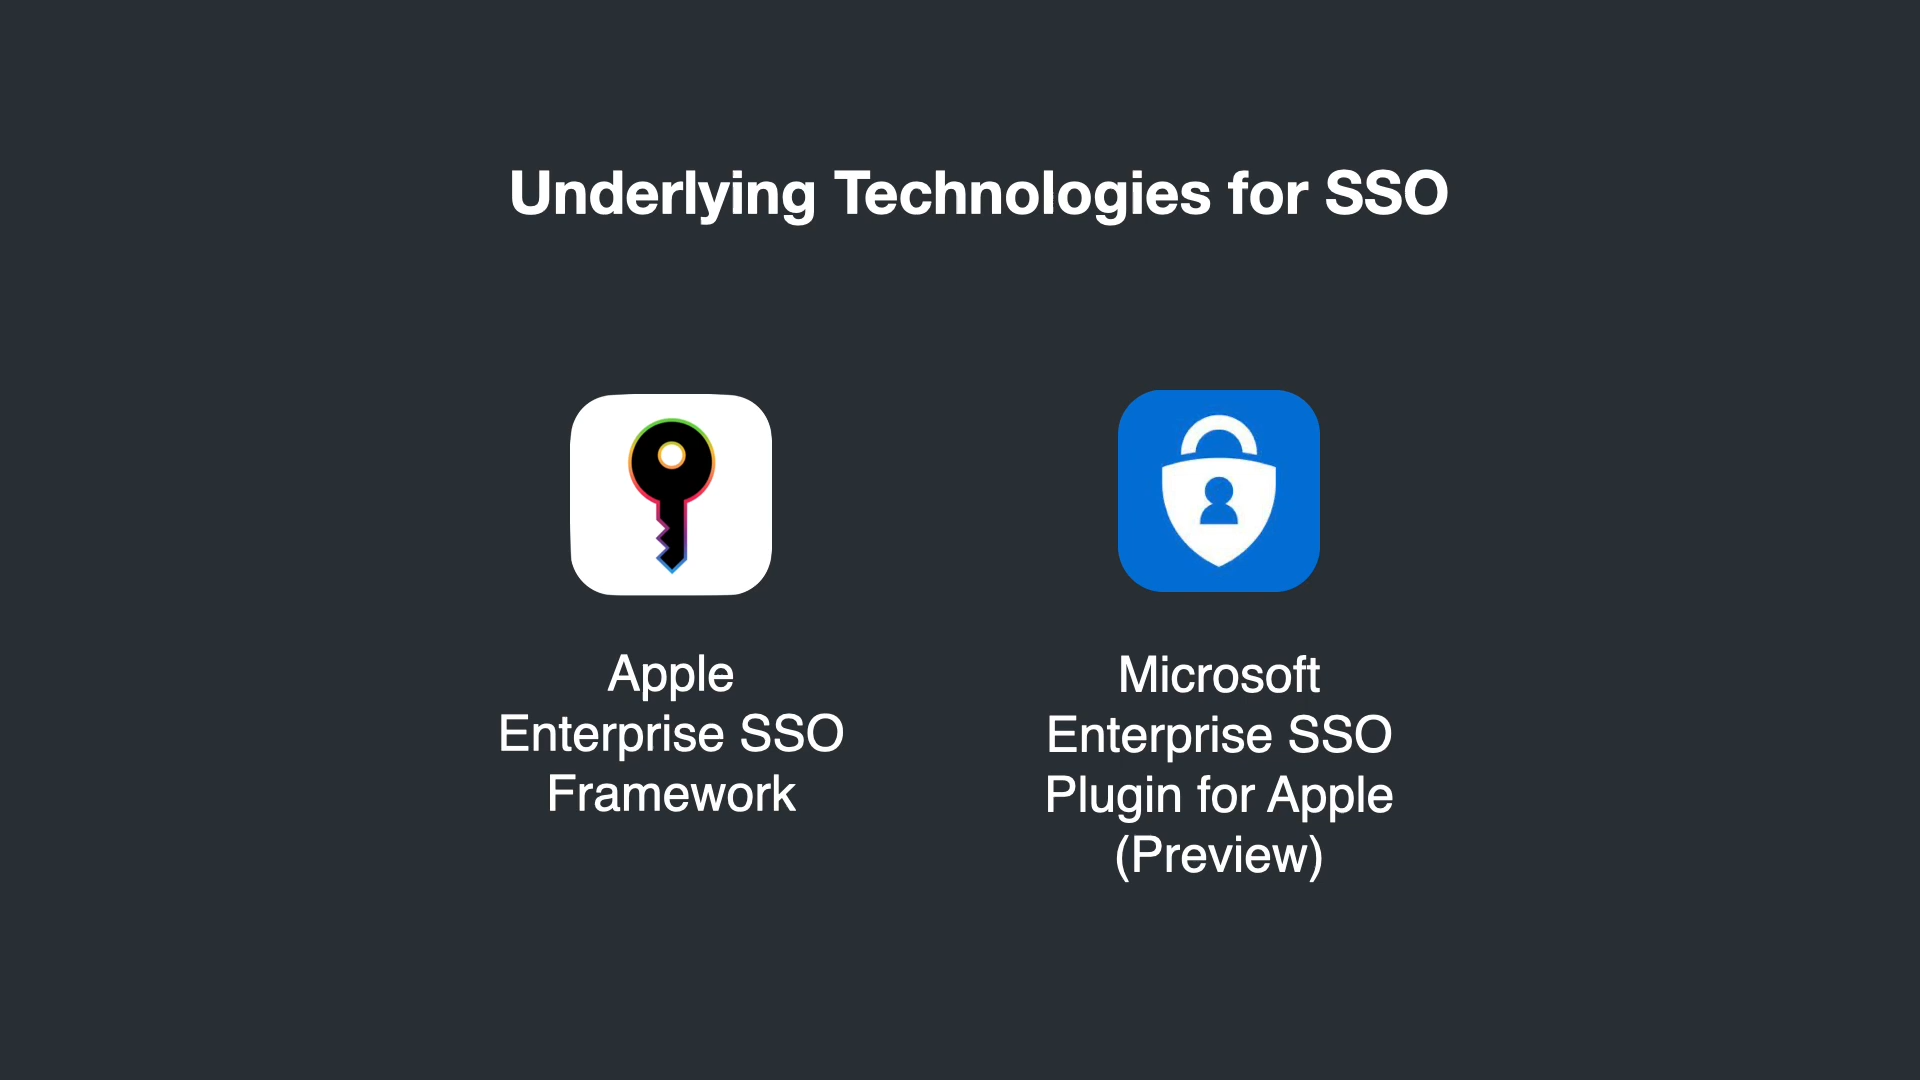 Underlying Technologies for SSO
Apple
Enterprise SSO
Framework
Microsoft
Enterprise SSO
Plugin for Apple
(Preview)